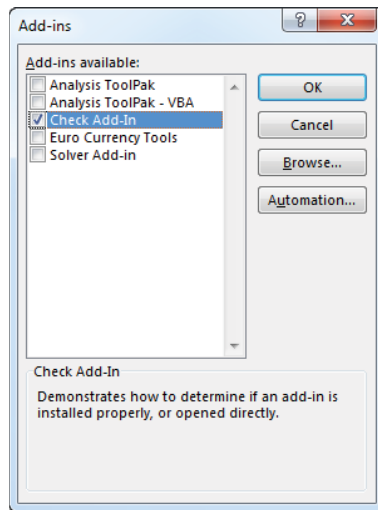 Add-ins
?
X
Add-ins available:
Analysis ToolPak
Analysis ToolPak - VBA
Check Add-In
Euro Currency Tools
Solver Add-in
OK
Cancel
Browse...
Automation...
Check Add-In
Demonstrates how to determine if an add-in is
installed properly, or opened directly.